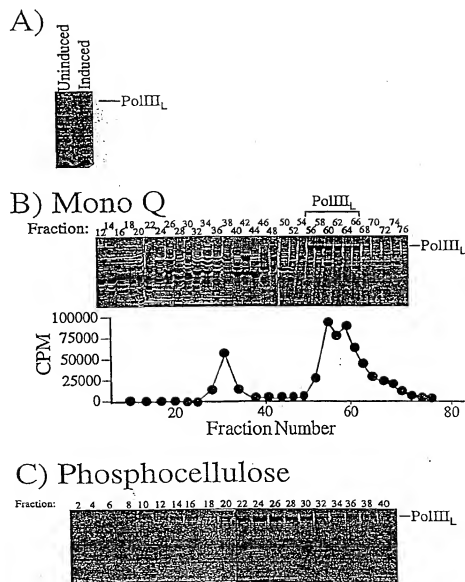 A)
Uninduced
Induced
PolIII_L
B) Mono Q
PolIII_L
Fraction: 12 14 16 18 20 22 24 26 28 30 32 34 36 38 40 42 44 46 48 50 52 54 56 58 60 62 64 66 68 70 72 74 76
PolIII_L
100000
75000
50000
25000
0
CPM
20 40 60 80
Fraction Number
C) Phosphocellulose
Fraction: 2 4 6 8 10 12 14 16 18 20 22 24 26 28 30 32 34 36 38 40
PolIII_L